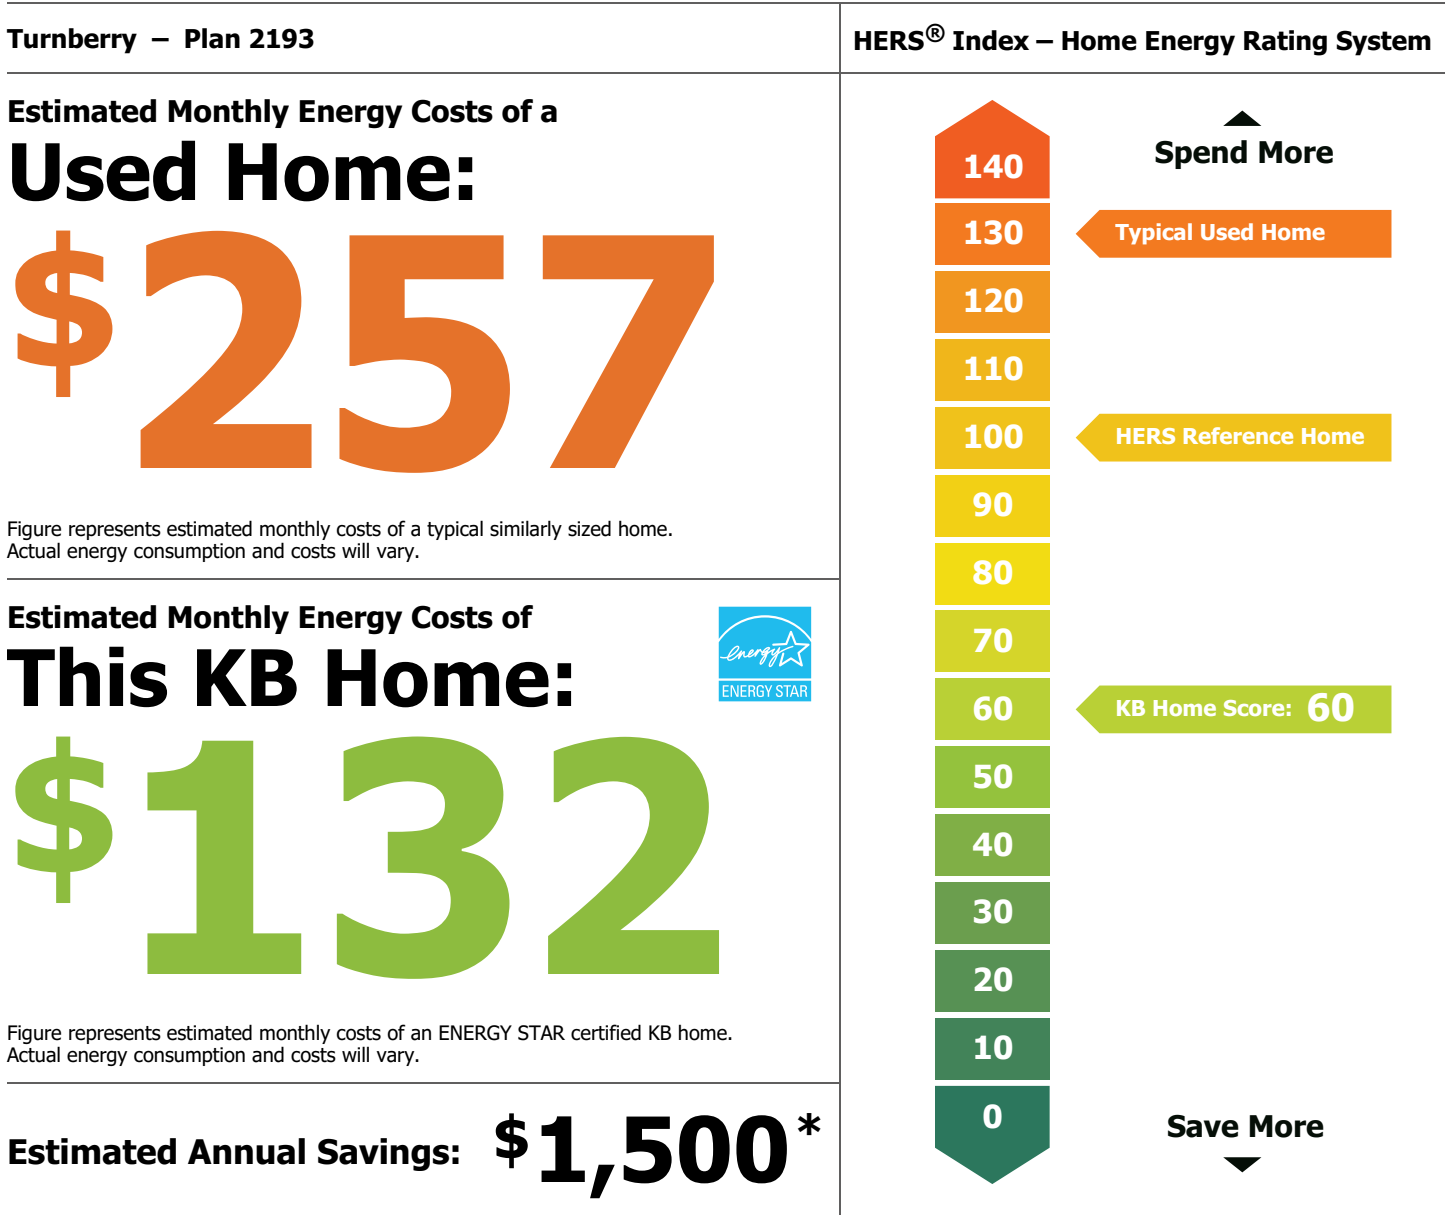 Turnberry – Plan 2193
Estimated Monthly Energy Costs of a
Used Home:
$257
Figure represents estimated monthly costs of a typical similarly sized home.
Actual energy consumption and costs will vary.
Estimated Monthly Energy Costs of
This KB Home:
energy
ENERGY STAR
$132
Figure represents estimated monthly costs of an ENERGY STAR certified KB home.
Actual energy consumption and costs will vary.
Estimated Annual Savings: $1,500*
HERS® Index – Home Energy Rating System
Spend More
140
130 Typical Used Home
120
110
100 HERS Reference Home
90
80
70
60 KB Home Score: 60
50
40
30
20
10
0
Save More